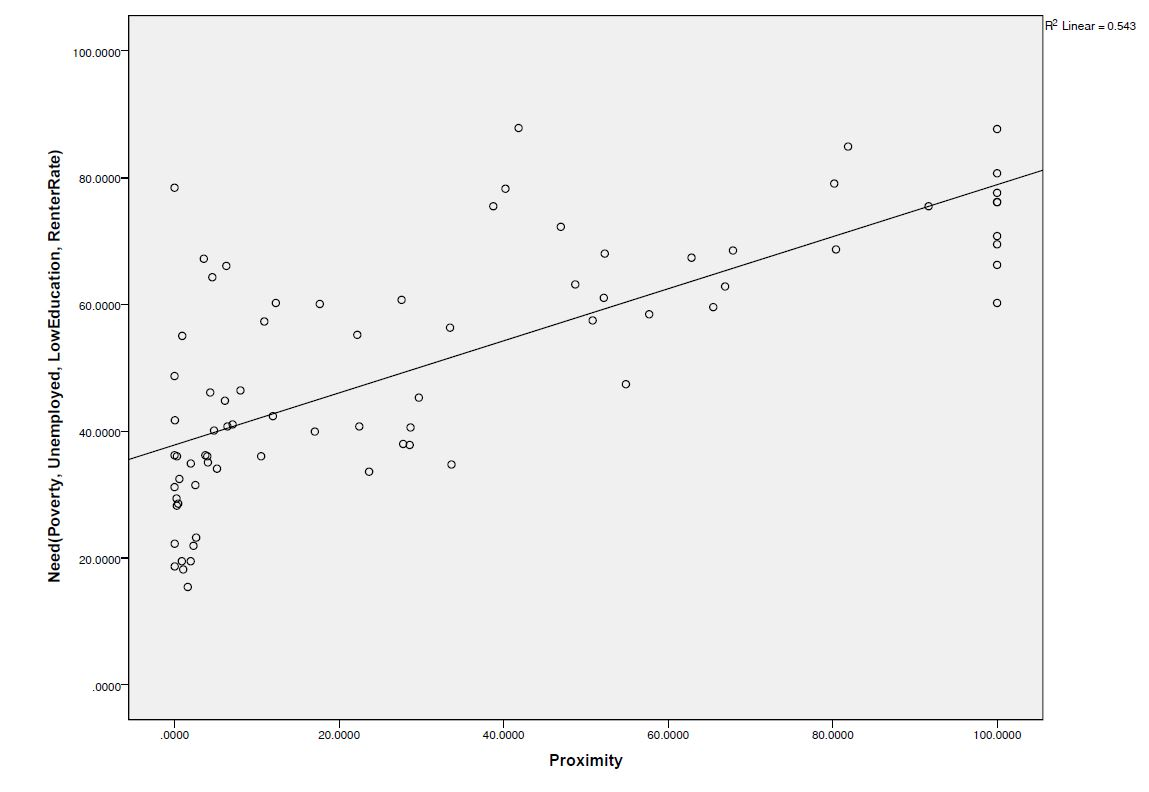 R² Linear = 0.543
100.0000
80.0000
60.0000
40.0000
20.0000
.0000
Need(Poverty, Unemployed, LowEducation, RenterRate)
.0000 20.0000 40.0000 60.0000 80.0000 100.0000
Proximity